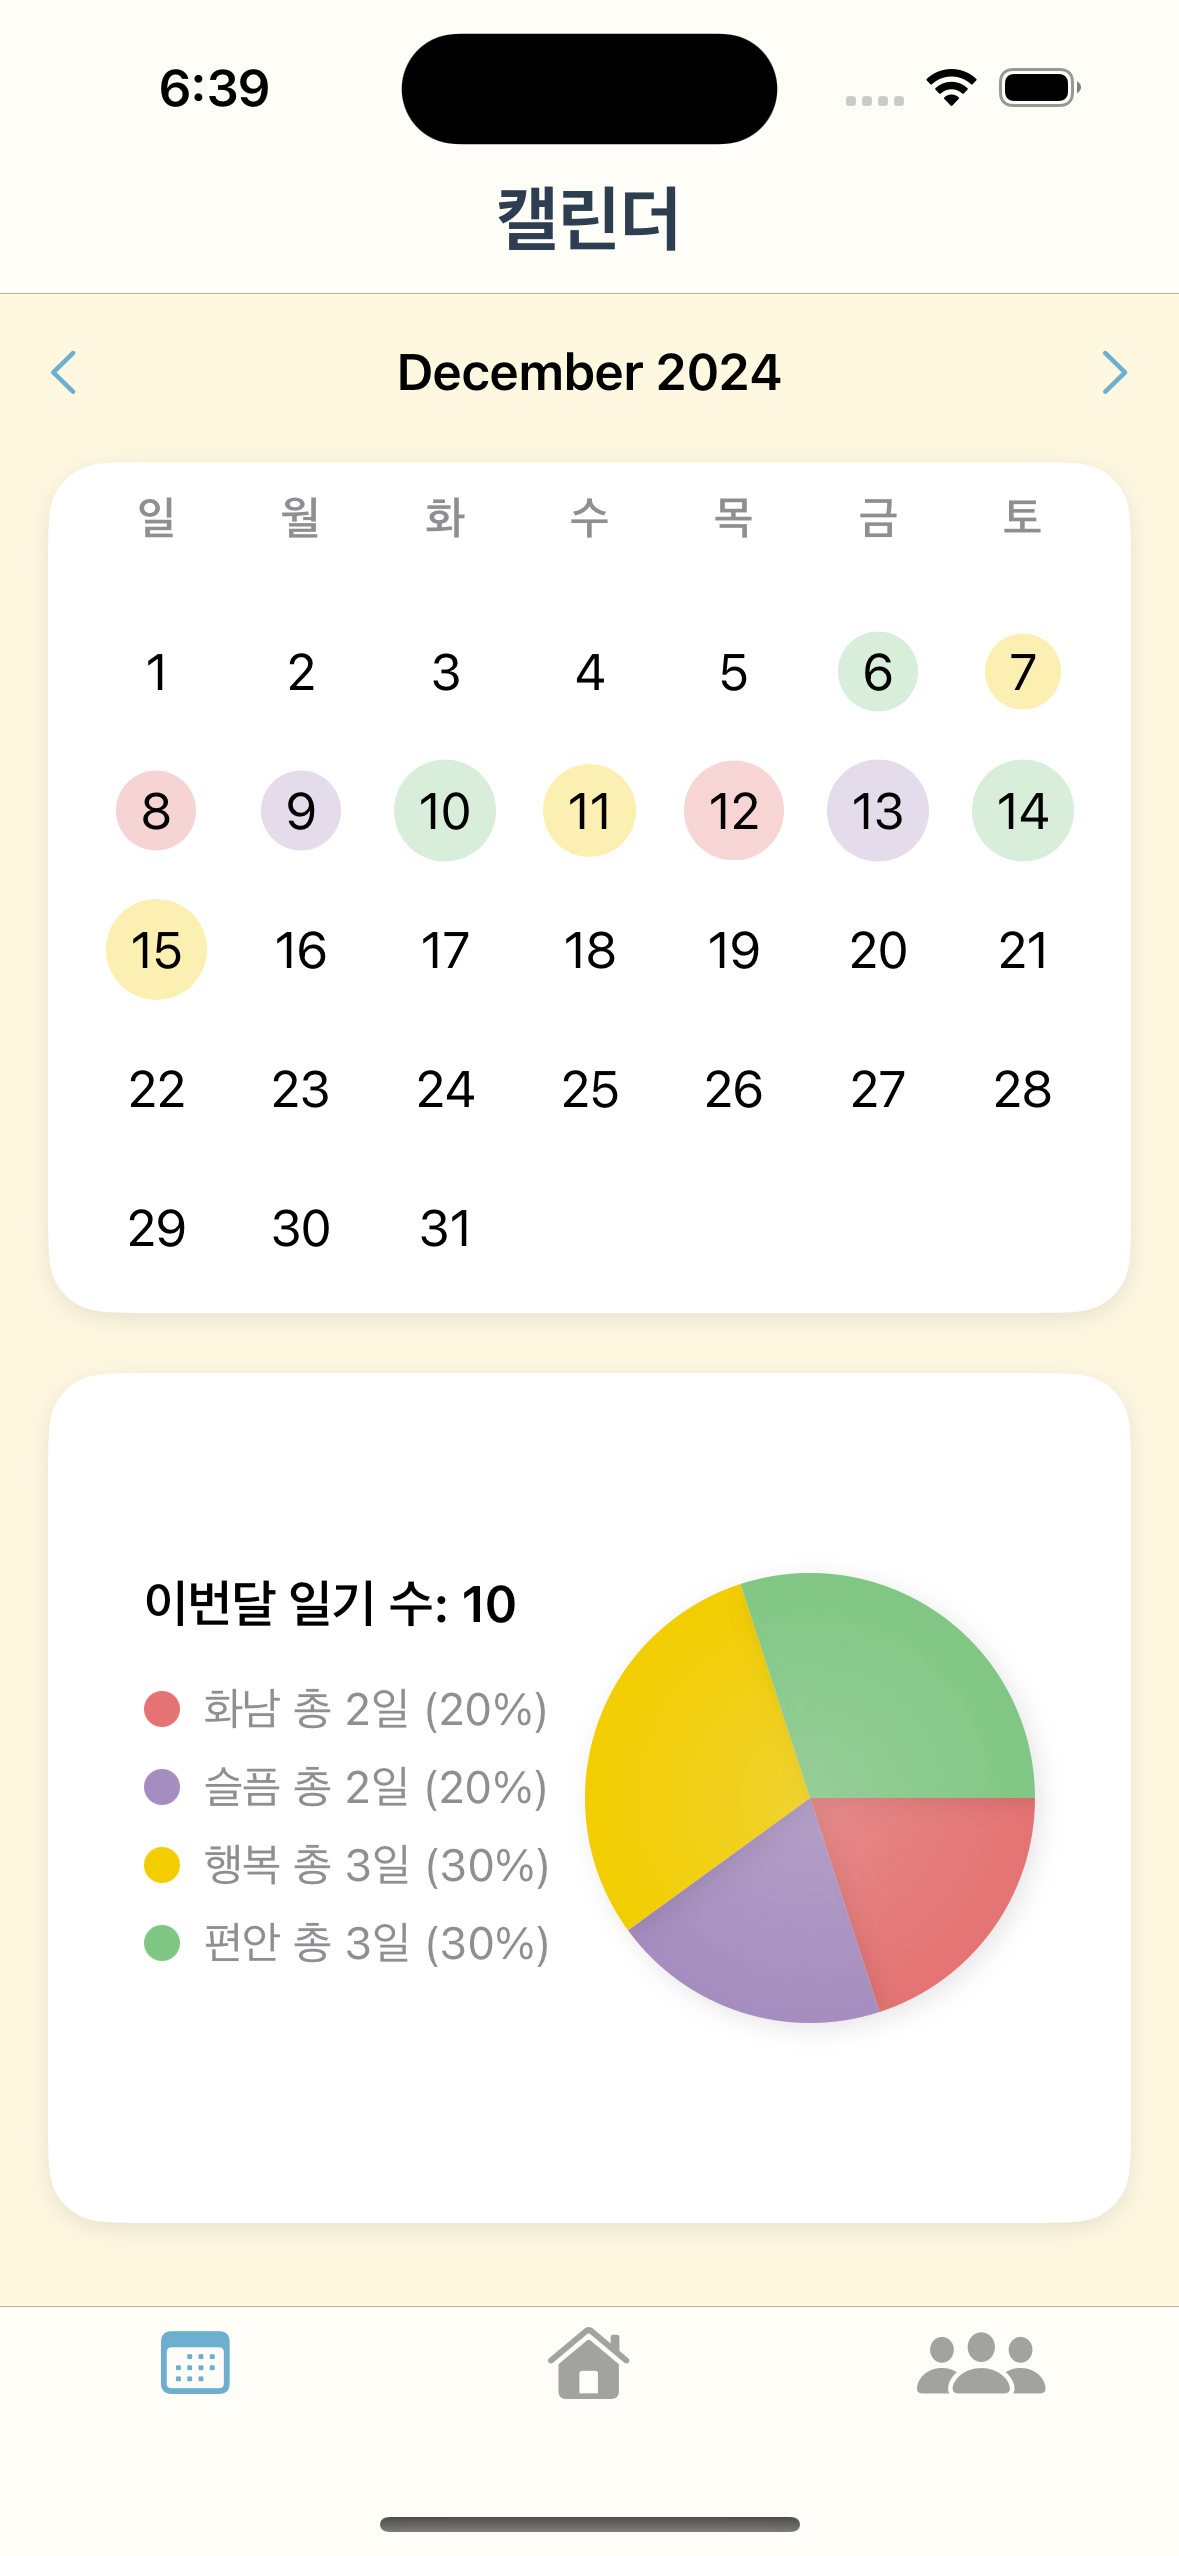 6:39
캘린더
December 2024
일 월 화 수 목 금 토
1 2 3 4 5 6 7
8 9 10 11 12 13 14
15 16 17 18 19 20 21
22 23 24 25 26 27 28
29 30 31
이번달 일기 수: 10
화남 총 2일 (20%)
슬픔 총 2일 (20%)
행복 총 3일 (30%)
편안 총 3일 (30%)